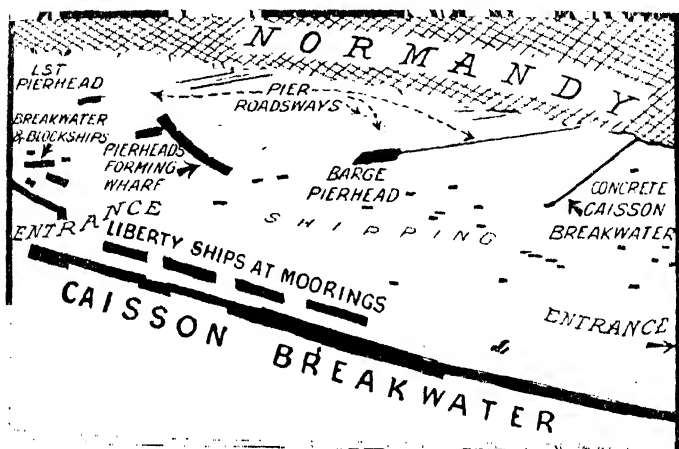 NORMANDY
LST
PIERHEAD
PIER
ROADSWAYS
BREAKWATER
& BLOCKSHIPS
PIERHEADS
FORMING
WHARF
BARGE
PIERHEAD
CONCRETE
CAISSON
BREAKWATER
ENTRANCE
SHIPPING
LIBERTY SHIPS AT MOORINGS
ENTRANCE
CAISSON BREAKWATER